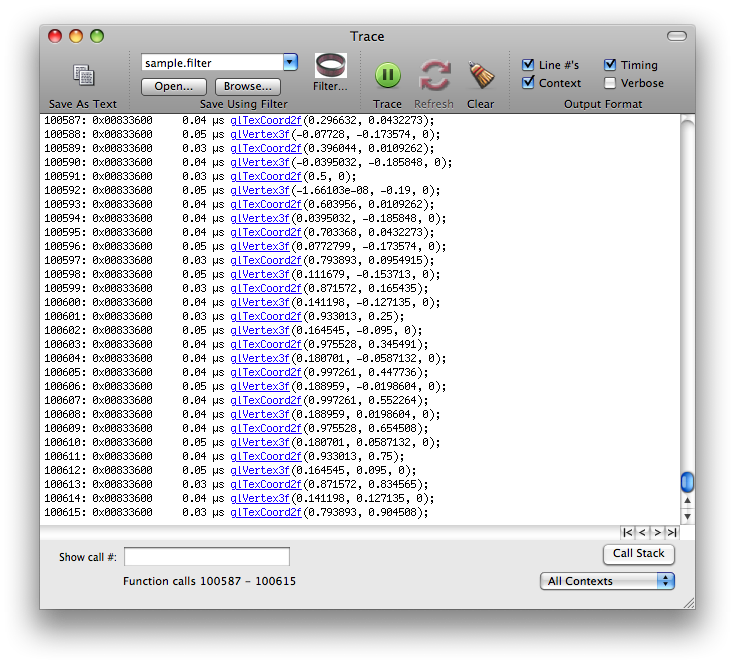 Trace
sample.filter
Open... Browse...
Filter...
Save As Text Save Using Filter
Trace Refresh Clear
Line #'s Timing
Context Verbose
Output Format
100587: 0x00833600 0.04 µs glTexCoord2f(0.296632, 0.0432273);
100588: 0x00833600 0.05 µs glVertex3f(-0.07728, -0.173574, 0);
100589: 0x00833600 0.03 µs glTexCoord2f(0.396044, 0.0109262);
100590: 0x00833600 0.04 µs glVertex3f(-0.0395032, -0.185848, 0);
100591: 0x00833600 0.03 µs glTexCoord2f(0.5, 0);
100592: 0x00833600 0.05 µs glVertex3f(-1.66103e-08, -0.19, 0);
100593: 0x00833600 0.04 µs glTexCoord2f(0.603956, 0.0109262);
100594: 0x00833600 0.04 µs glVertex3f(0.0395032, -0.185848, 0);
100595: 0x00833600 0.04 µs glTexCoord2f(0.703368, 0.0432273);
100596: 0x00833600 0.05 µs glVertex3f(0.0772799, -0.173574, 0);
100597: 0x00833600 0.03 µs glTexCoord2f(0.793893, 0.0954915);
100598: 0x00833600 0.05 µs glVertex3f(0.111679, -0.153713, 0);
100599: 0x00833600 0.03 µs glTexCoord2f(0.871572, 0.165435);
100600: 0x00833600 0.04 µs glVertex3f(0.141198, -0.127135, 0);
100601: 0x00833600 0.03 µs glTexCoord2f(0.933013, 0.25);
100602: 0x00833600 0.05 µs glVertex3f(0.164545, -0.095, 0);
100603: 0x00833600 0.04 µs glTexCoord2f(0.975528, 0.345491);
100604: 0x00833600 0.04 µs glVertex3f(0.180701, -0.0587132, 0);
100605: 0x00833600 0.04 µs glTexCoord2f(0.997261, 0.447736);
100606: 0x00833600 0.05 µs glVertex3f(0.188959, -0.0198604, 0);
100607: 0x00833600 0.04 µs glTexCoord2f(0.997261, 0.552264);
100608: 0x00833600 0.04 µs glVertex3f(0.188959, 0.0198604, 0);
100609: 0x00833600 0.04 µs glTexCoord2f(0.975528, 0.654508);
100610: 0x00833600 0.05 µs glVertex3f(0.180701, 0.0587132, 0);
100611: 0x00833600 0.04 µs glTexCoord2f(0.933013, 0.75);
100612: 0x00833600 0.05 µs glVertex3f(0.164545, 0.095, 0);
100613: 0x00833600 0.03 µs glTexCoord2f(0.871572, 0.834565);
100614: 0x00833600 0.04 µs glVertex3f(0.141198, 0.127135, 0);
100615: 0x00833600 0.03 µs glTexCoord2f(0.793893, 0.904508);
Show call #: Call Stack
Function calls 100587 - 100615 All Contexts